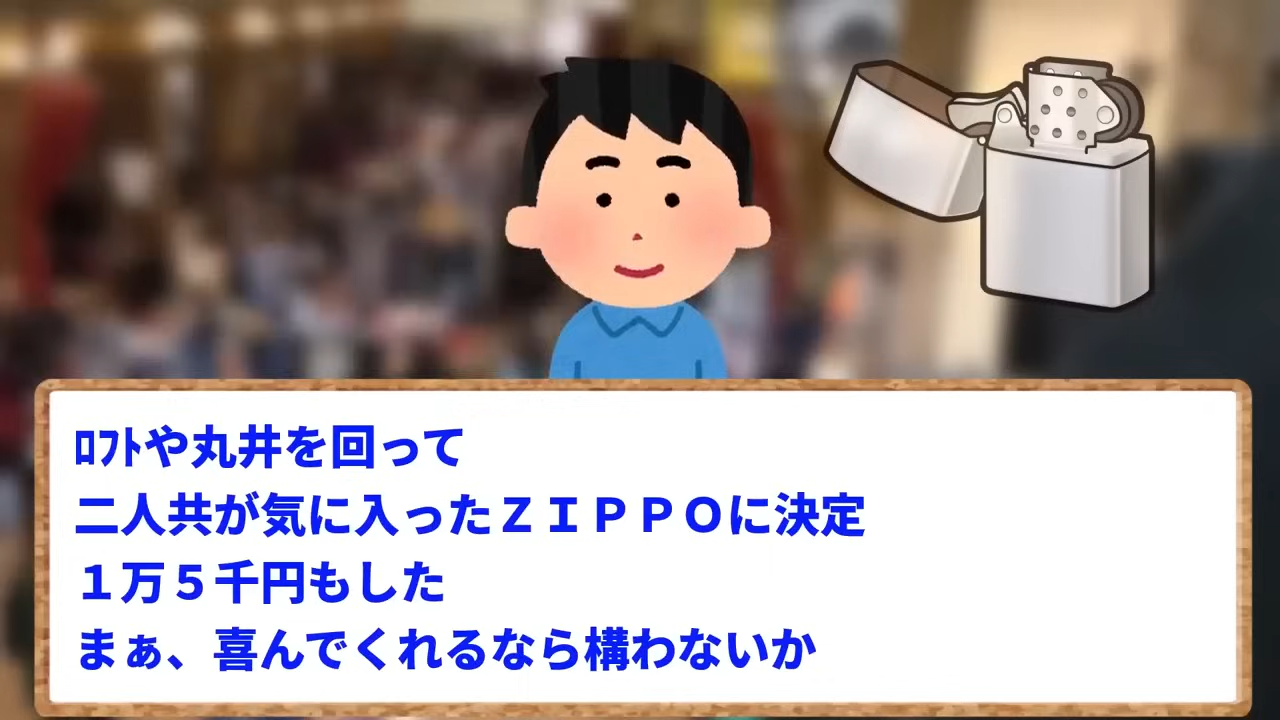 ﾛﾌﾄや丸井を回って
二人共が気に入ったＺＩＰＰＯに決定
１万５千円もした
まぁ、喜んでくれるなら構わないか